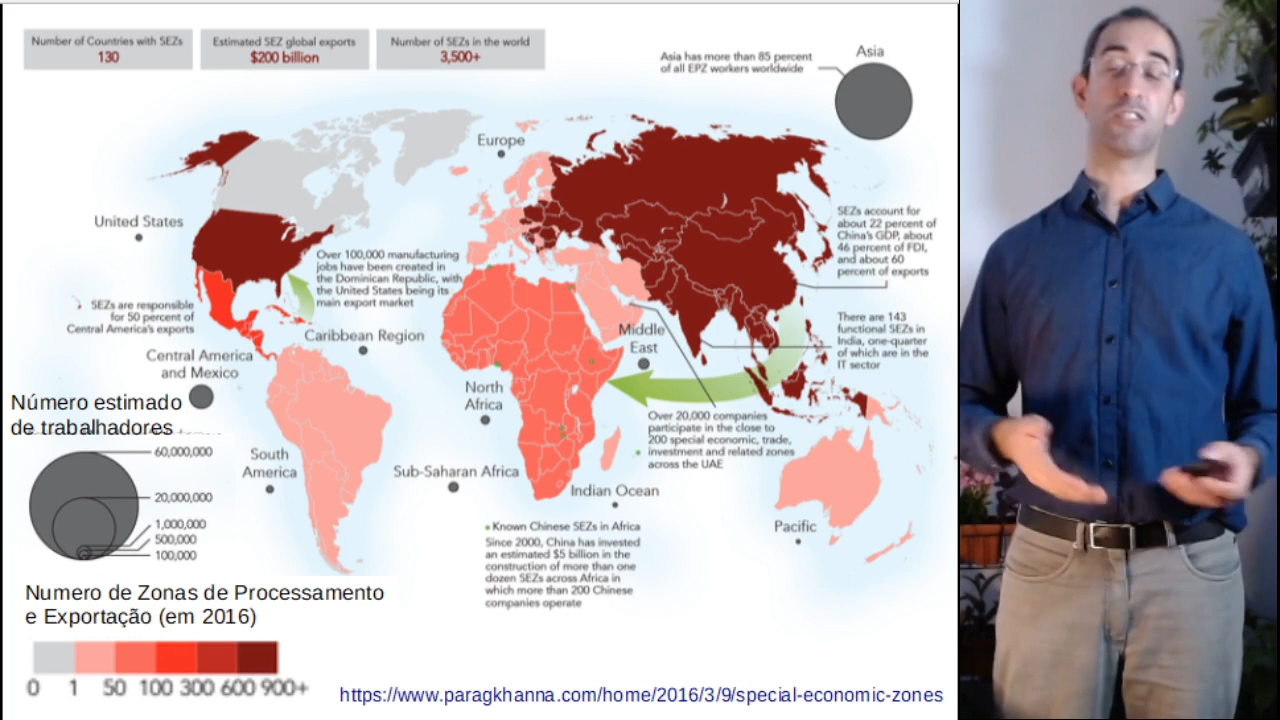 Number of Countries with SEZs
130
Estimated SEZ global exports
$200 billion
Number of SEZs in the world
3,500+
Asia has more than 85 percent
of all EPZ workers worldwide
Asia
Europe
United States
Over 100,000 manufacturing
jobs have been created in
the Dominican Republic, with
the United States being its
main export market
SEZs account for
about 22 percent of
China's GDP, about
46 percent of FDI,
and about 60
percent of exports
SEZs are responsible
for 50 percent of
Central America's exports
Caribbean Region
Middle
East
There are 143
functional SEZs in
India, one-quarter
of which are in the
IT sector
Central America
and Mexico
North
Africa
Número estimado
de trabalhadores
60,000,000
20,000,000
1,000,000
500,000
100,000
Over 20,000 companies
participate in the close to
200 special economic, trade,
investment and related zones
across the UAE
South
America
Sub-Saharan Africa
Indian Ocean
Pacific
Known Chinese SEZs in Africa
Since 2000, China has invested
an estimated $5 billion in the
construction of more than one
dozen SEZs across Africa in
which more than 200 Chinese
companies operate
Numero de Zonas de Processamento
e Exportação (em 2016)
0 1 50 100 300 600 900+
https://www.paragkhanna.com/home/2016/3/9/special-economic-zones